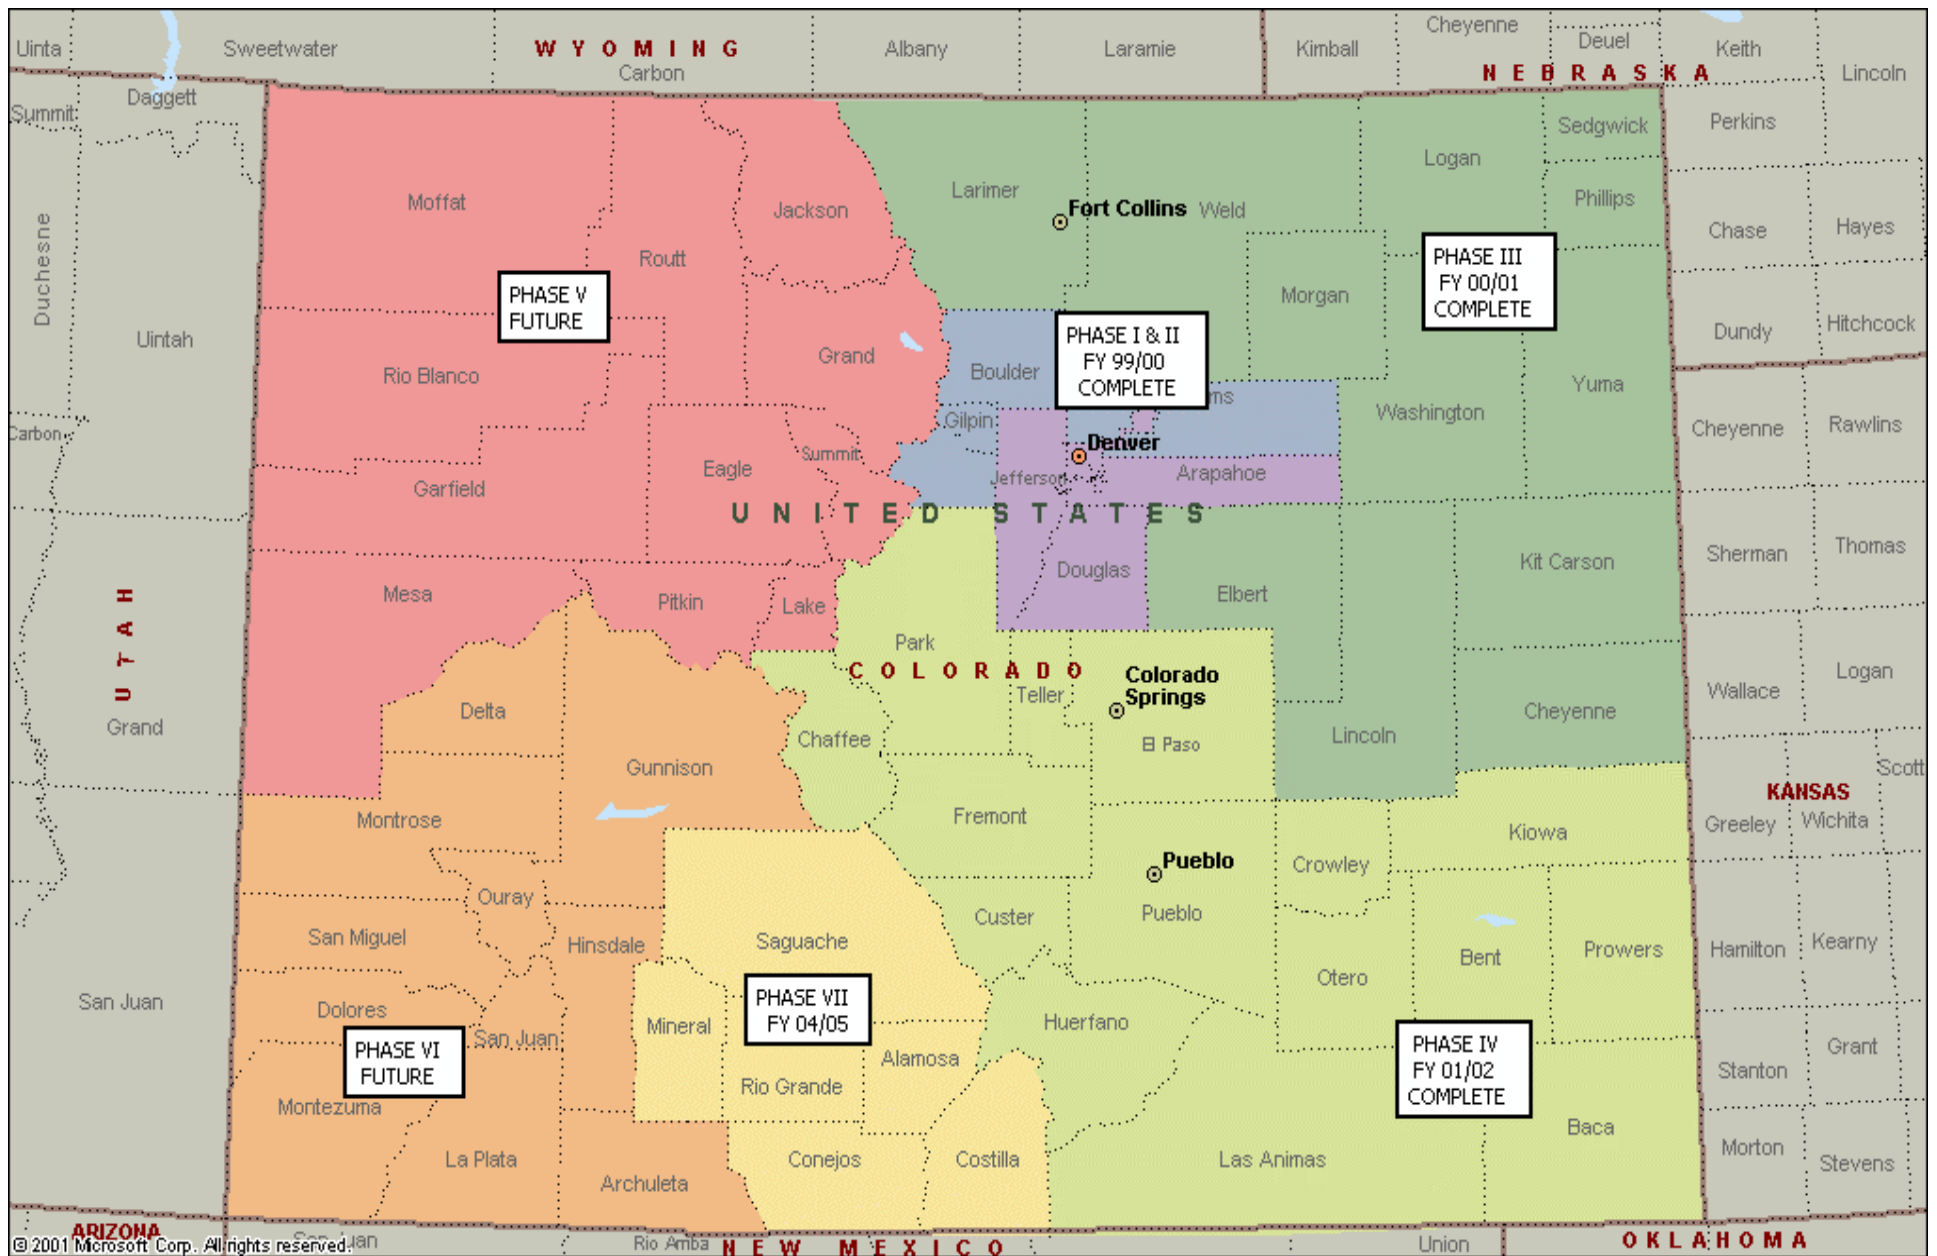 Uinta
Sweetwater
WYOMING
Carbon
Albany
Laramie
Kimball
Cheyenne
Deuel
Keith
Lincoln
NEBRASKA
Summit
Daggett
Perkins
Sedgwick
Logan
Phillips
Moffat
Jackson
Larimer
Fort Collins
Weld
Duchesne
Routt
Chase
Hayes
PHASE III
FY 00/01
COMPLETE
PHASE V
FUTURE
Morgan
Uintah
Grand
Dundy
Hitchcock
PHASE I & II
FY 99/00
COMPLETE
Boulder
Rio Blanco
Yuma
Washington
ms
Carbon
Gilpin
Denver
Cheyenne
Rawlins
Summit
Eagle
Garfield
Jefferson
Arapahoe
UNITED STATES
Sherman
Thomas
Kit Carson
UTAH
Mesa
Pitkin
Lake
Douglas
Elbert
Park
COLORADO
Colorado
Springs
Teller
Wallace
Logan
Grand
Delta
Chaffee
El Paso
Lincoln
Cheyenne
Gunnison
Scott
KANSAS
Montrose
Fremont
Kiowa
Greeley
Wichita
Pueblo
Crowley
Ouray
Custer
Pueblo
San Miguel
Hinsdale
Saguache
Bent
Prowers
Hamilton
Kearny
Otero
San Juan
Dolores
PHASE VII
FY 04/05
Mineral
Huerfano
San Juan
PHASE VI
FUTURE
PHASE IV
FY 01/02
COMPLETE
Alamosa
Grant
Stanton
Rio Grande
Montezuma
Baca
Morton
Stevens
La Plata
Archuleta
Conejos
Costilla
Las Animas
ARIZONA
© 2001 Microsoft Corp. All rights reserved.
San Juan
Rio Arriba
NEW MEXICO
Union
OKLAHOMA